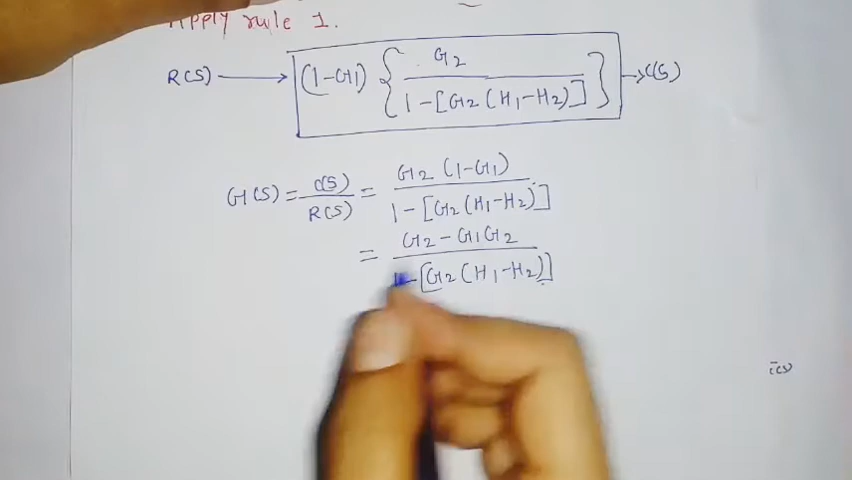 Apply rule 1.
R(S) → (1-G1) { G2 / 1-[G2(H1-H2)] } → C(S)
G(S) = C(S) / R(S) = G2 (1-G1) / 1-[G2(H1-H2)]
= G2 - G1G2 / 1-[G2(H1-H2)]